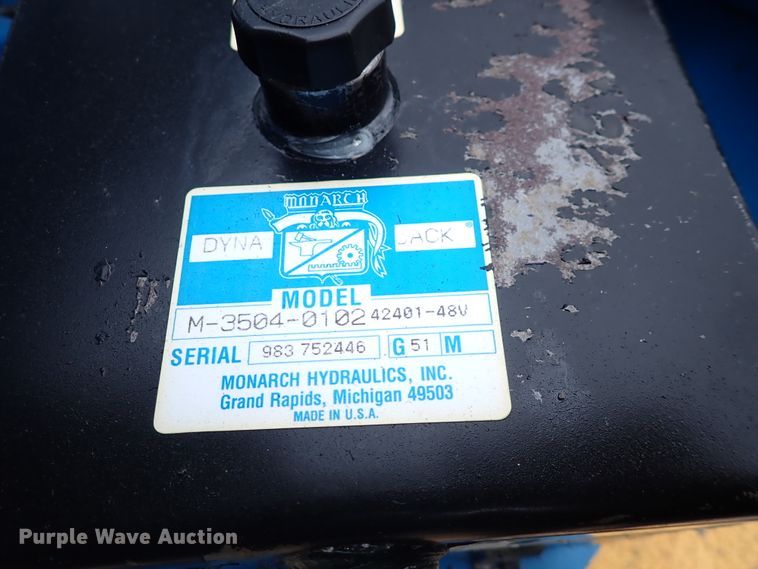 HYDRAULIC
MONARCH
DYNA JACK
MODEL
M-3504-0102 42401-48V
SERIAL 983 752446 G 51 M
MONARCH HYDRAULICS, INC.
Grand Rapids, Michigan 49503
MADE IN U.S.A.
Purple Wave Auction